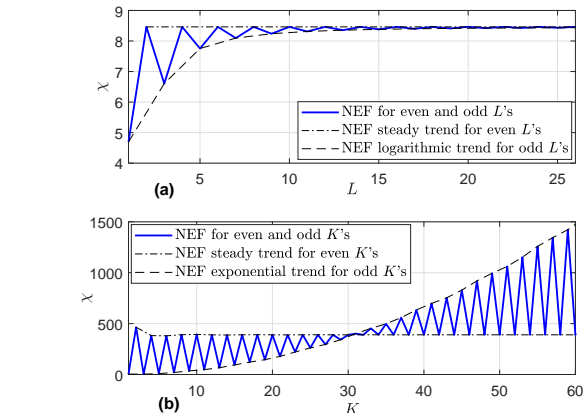 9
8
7
6
5
4
χ
NEF for even and odd L's
NEF steady trend for even L's
NEF logarithmic trend for odd L's
5 10 15 20 25
(a) L
1500
1000
500
0
χ
NEF for even and odd K's
NEF steady trend for even K's
NEF exponential trend for odd K's
10 20 30 40 50 60
(b) K